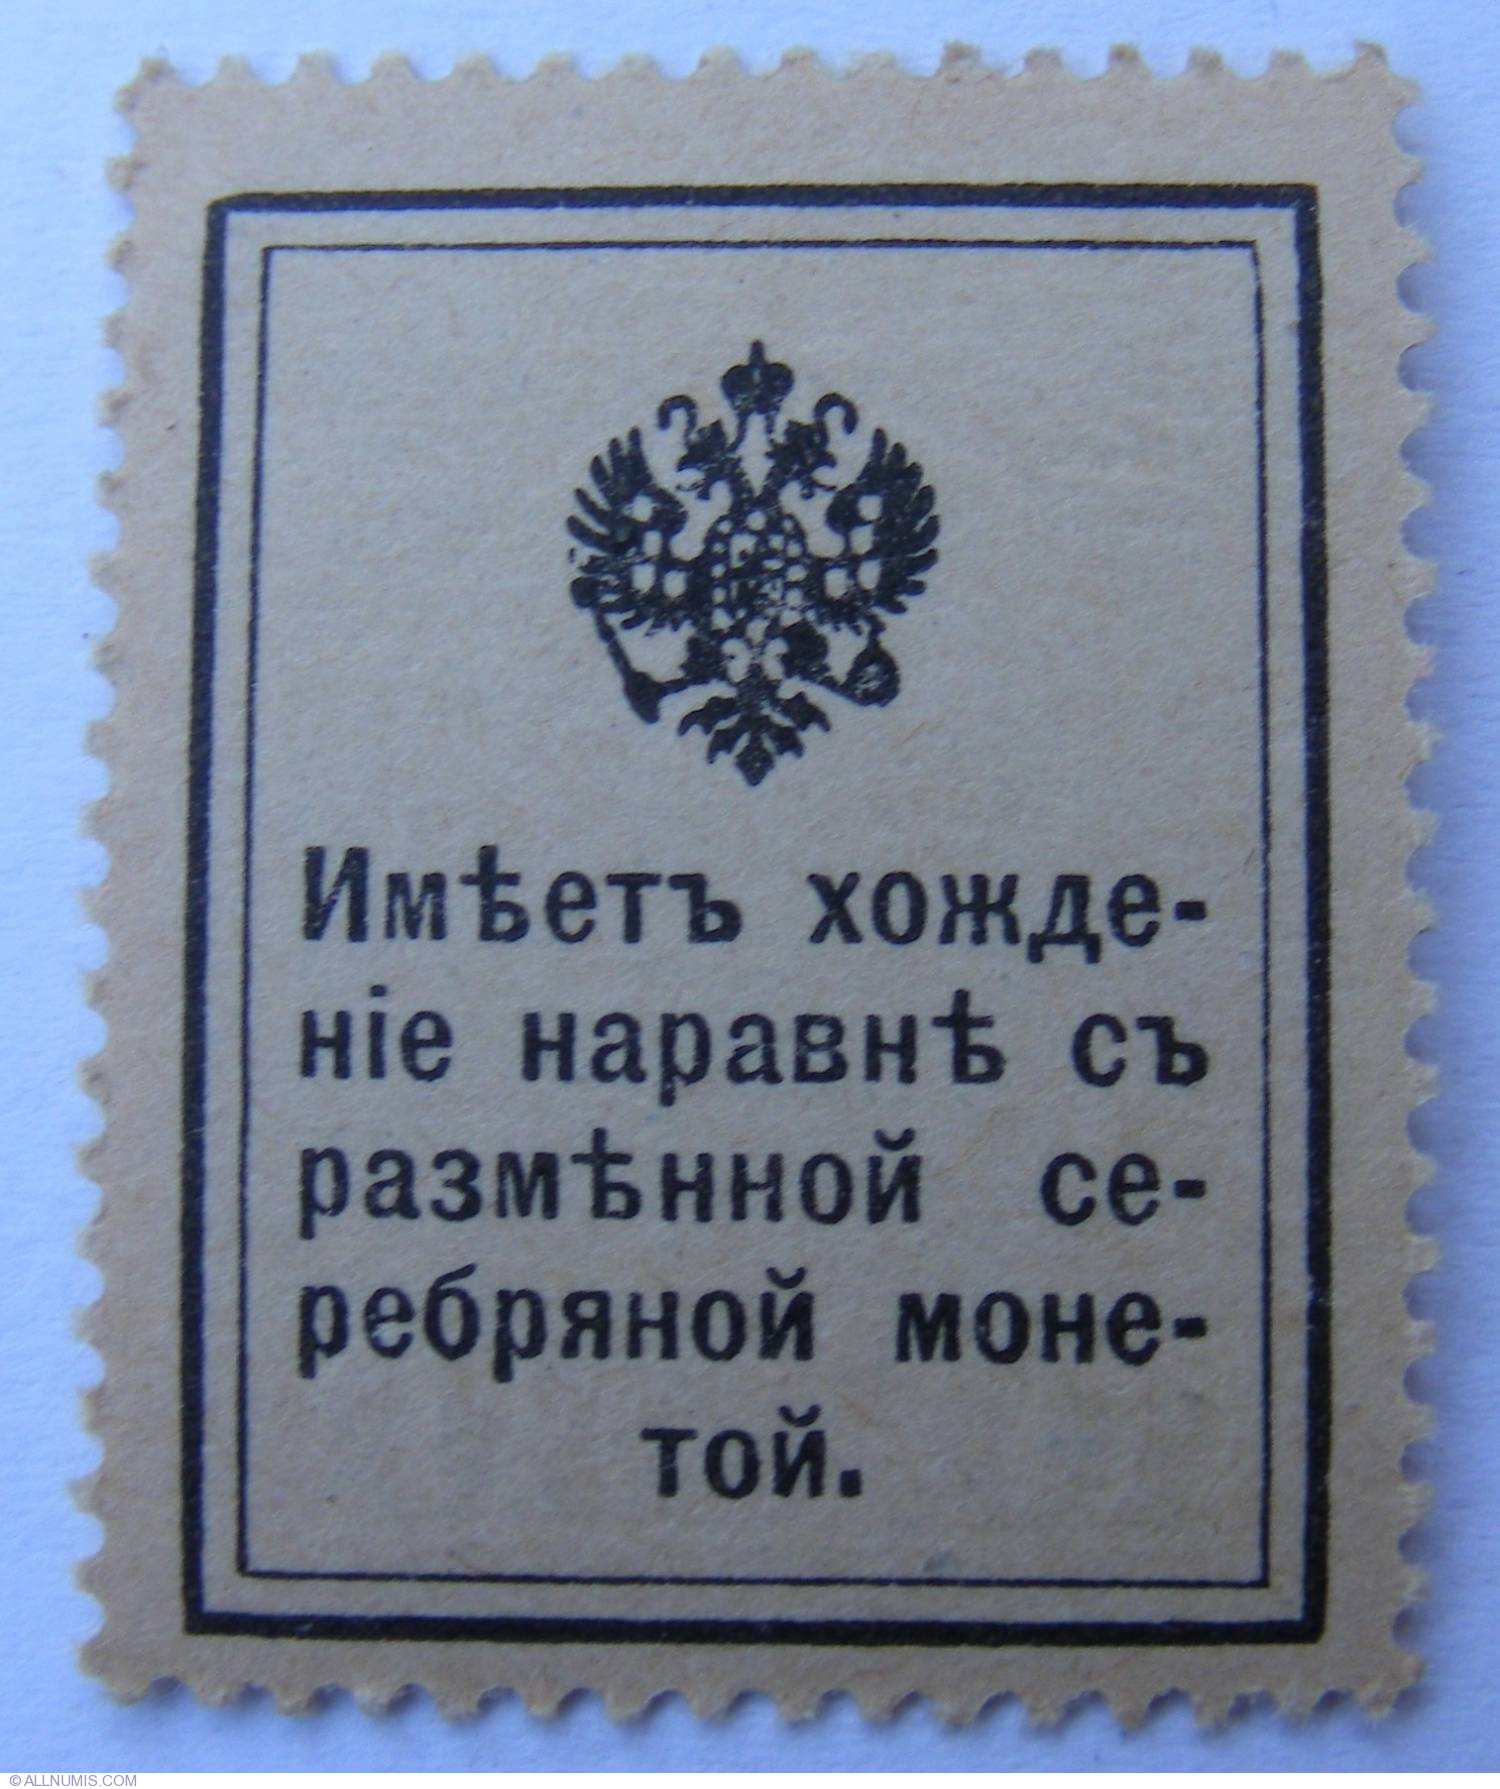 Имѣетъ хожде-
ніе наравнѣ съ
размѣнной се-
ребряной моне-
той.
© ALLNUMIS.COM